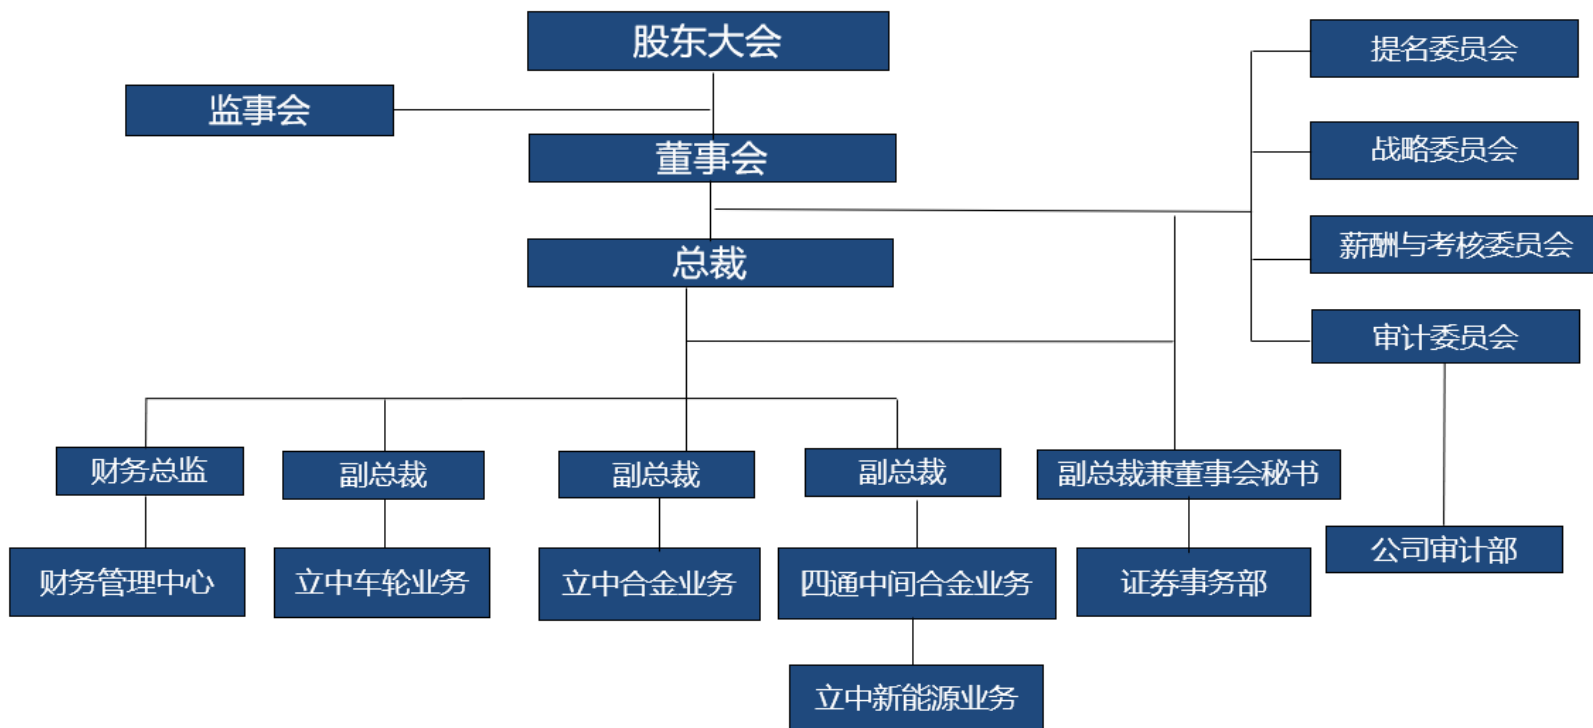 股东大会
提名委员会
监事会
战略委员会
董事会
薪酬与考核委员会
总裁
审计委员会
财务总监
副总裁
副总裁
副总裁
副总裁兼董事会秘书
公司审计部
财务管理中心
立中车轮业务
立中合金业务
四通中间合金业务
证券事务部
立中新能源业务